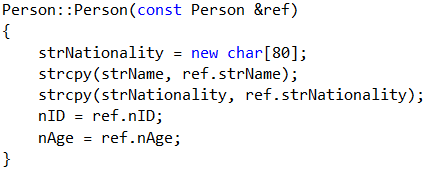 Person::Person(const Person &ref)
{
    strNationality = new char[80];
    strcpy(strName, ref.strName);
    strcpy(strNationality, ref.strNationality);
    nID = ref.nID;
    nAge = ref.nAge;
}